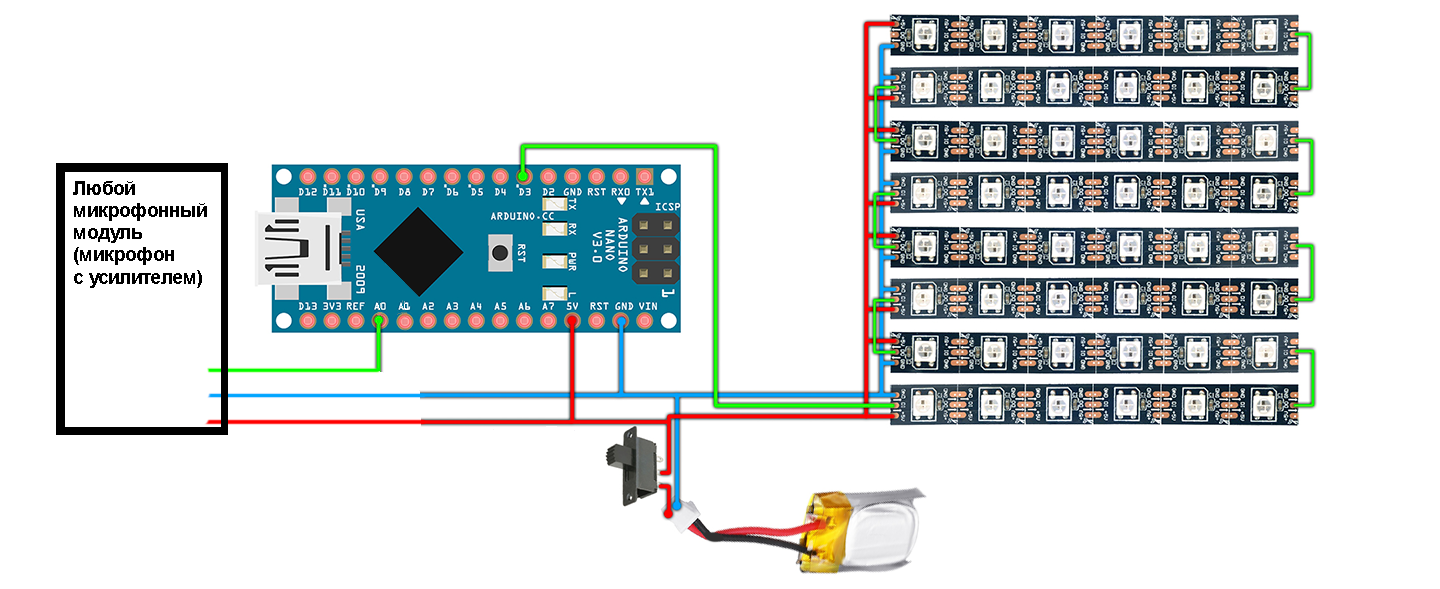 Любой
микрофонный
модуль
(микрофон
с усилителем)
D12 D11 D10 D9 D8 D7 D6 D5 D4 D3 D2 GND RST RX0 TX1
USA
P005
ARDUINO.CC
RST
TX
RX
PWR
L
ARDUINO
NANO
V3.0
ICSP
1
D13 3V3 REF A0 A1 A2 A3 A4 A5 A6 A7 5V RST GND VIN